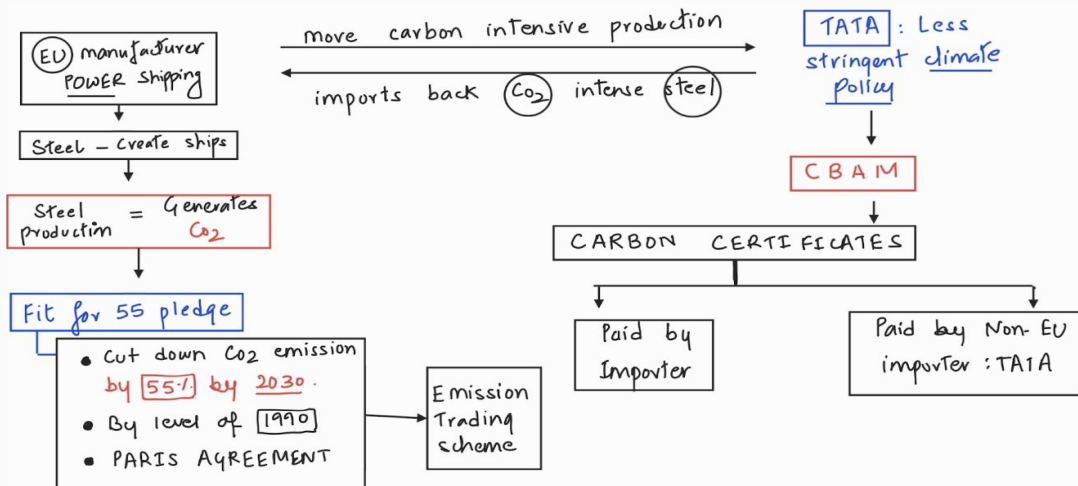 EU manufacturer
POWER shipping
move carbon intensive production
imports back Co2 intense steel
TATA : Less
stringent climate
policy
Steel – create ships
CBAM
Steel production = Generates Co2
CARBON CERTIFICATES
Fit for 55 pledge
Paid by
Importer
Paid by Non-EU
importer : TATA
• Cut down Co2 emission
by 55% by 2030.
• By level of 1990
• PARIS AGREEMENT
Emission
Trading
scheme